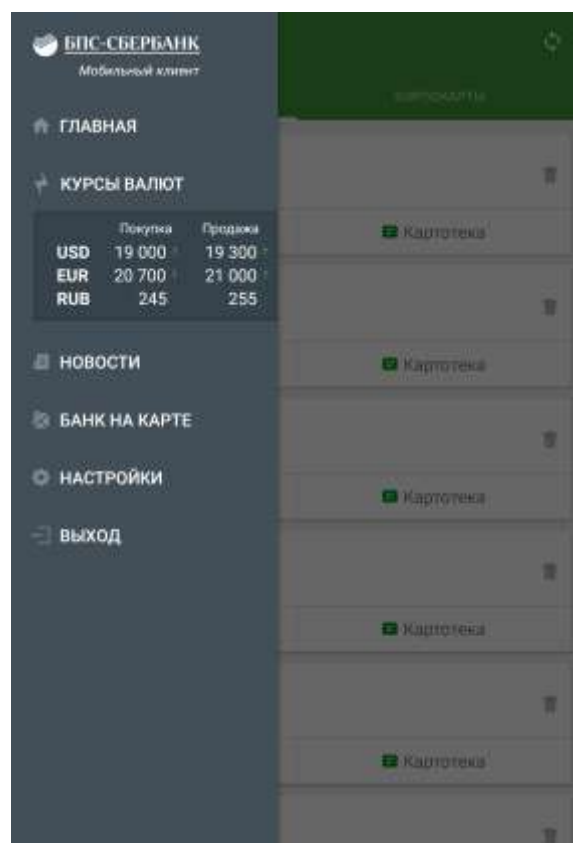 БПС-СБЕРБАНК
Мобильный клиент
ГЛАВНАЯ
КУРСЫ ВАЛЮТ
Покупка Продажа
USD 19 000 19 300
EUR 20 700 21 000
RUB 245 255
НОВОСТИ
БАНК НА КАРТЕ
НАСТРОЙКИ
ВЫХОД
Картотека
Картотека
Картотека
Картотека
Картотека